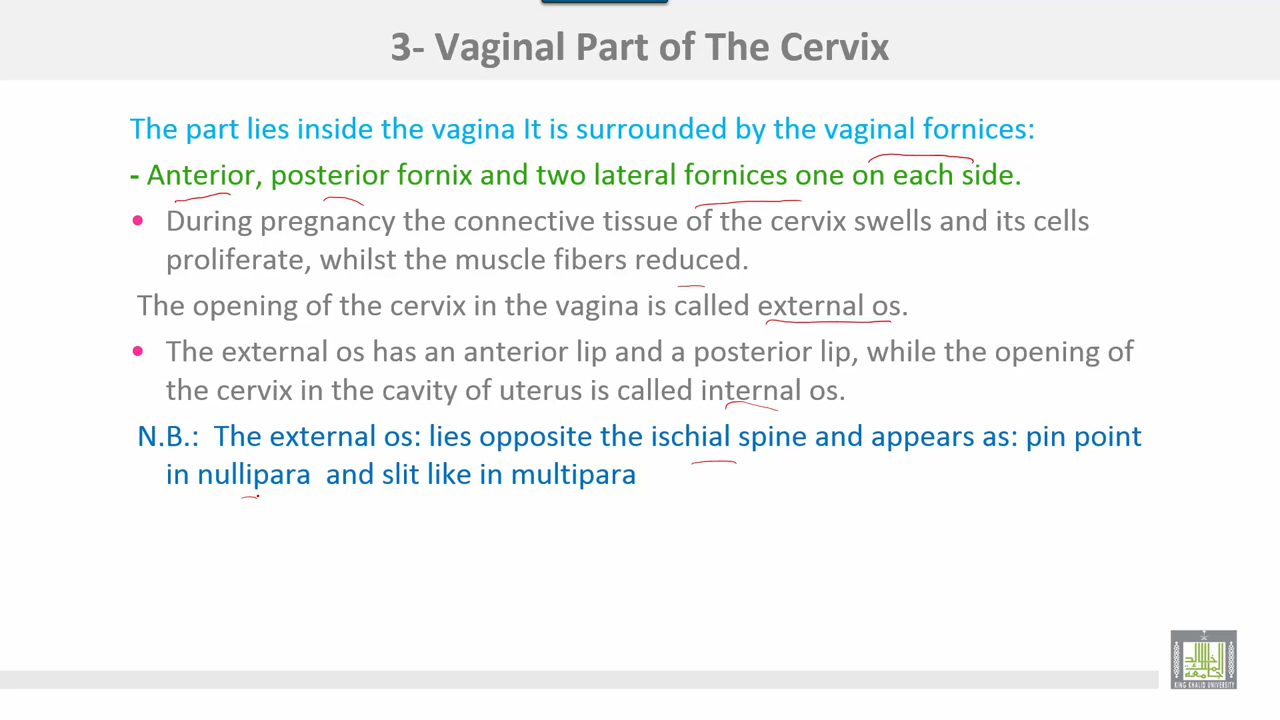 3- Vaginal Part of The Cervix
The part lies inside the vagina It is surrounded by the vaginal fornices:
- Anterior, posterior fornix and two lateral fornices one on each side.
• During pregnancy the connective tissue of the cervix swells and its cells
proliferate, whilst the muscle fibers reduced.
The opening of the cervix in the vagina is called external os.
• The external os has an anterior lip and a posterior lip, while the opening of
the cervix in the cavity of uterus is called internal os.
N.B.: The external os: lies opposite the ischial spine and appears as: pin point
in nullipara and slit like in multipara
KING KHALID UNIVERSITY